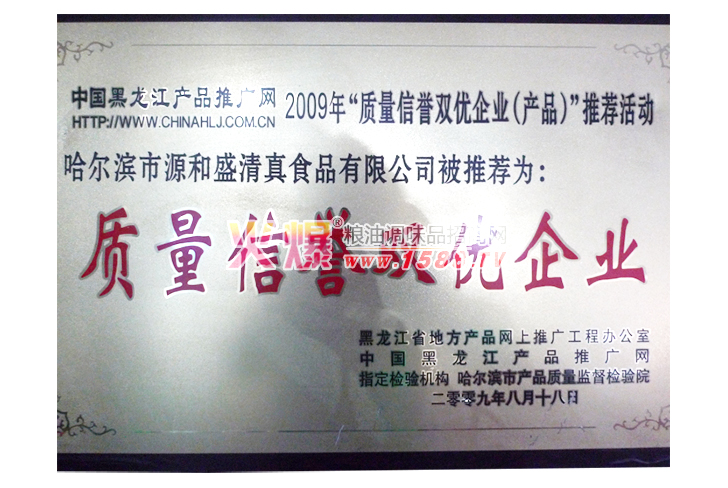 中国黑龙江产品推广网
HTTP://WWW.CHINAHLJ.COM.CN
2009年“质量信誉双优企业(产品)”推荐活动
哈尔滨市源和盛清真食品有限公司被推荐为:
质量信誉双优企业
火爆®粮油调味品招商网
www.1588.TV
黑龙江省地方产品网上推广工程办公室
中国黑龙江产品推广网
指定检验机构 哈尔滨市产品质量监督检验院
二零零九年八月十八日